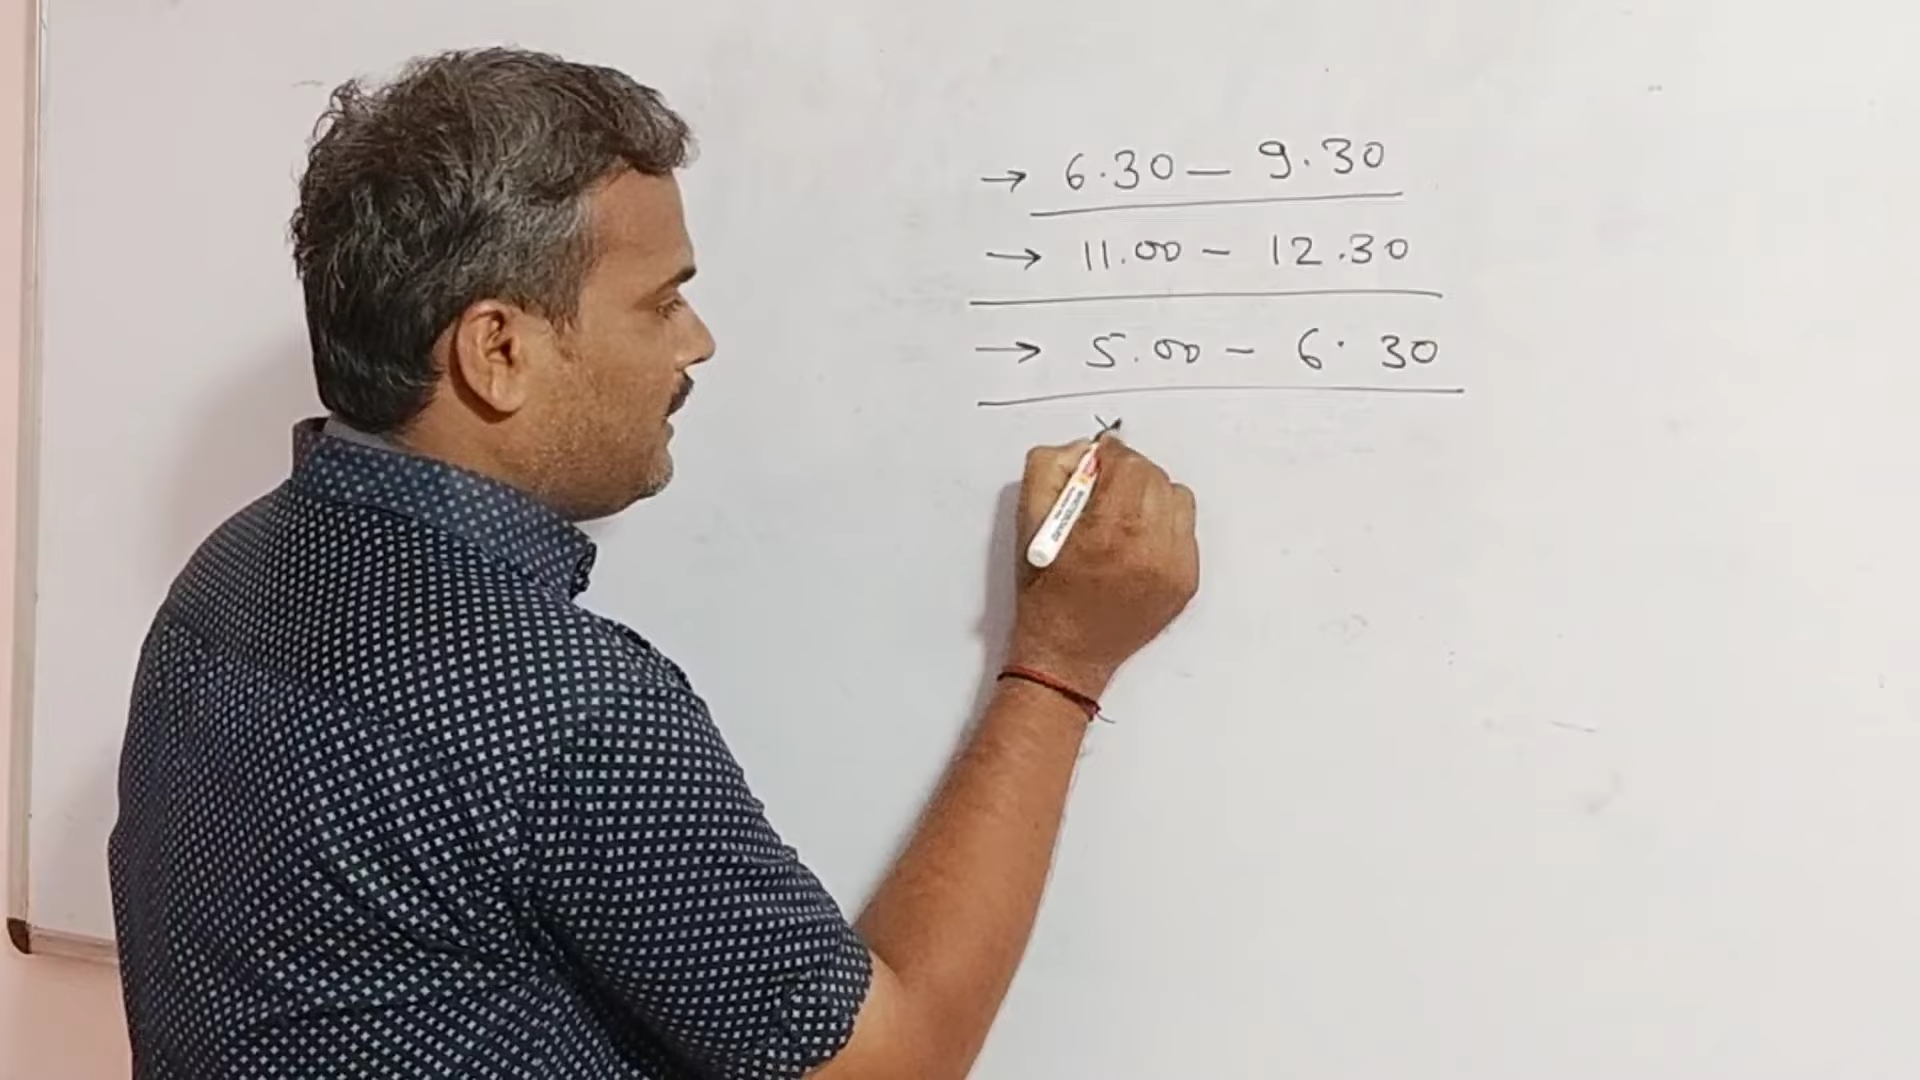 → 6.30 — 9.30
→ 11.00 - 12.30
→ 5.00 - 6.30